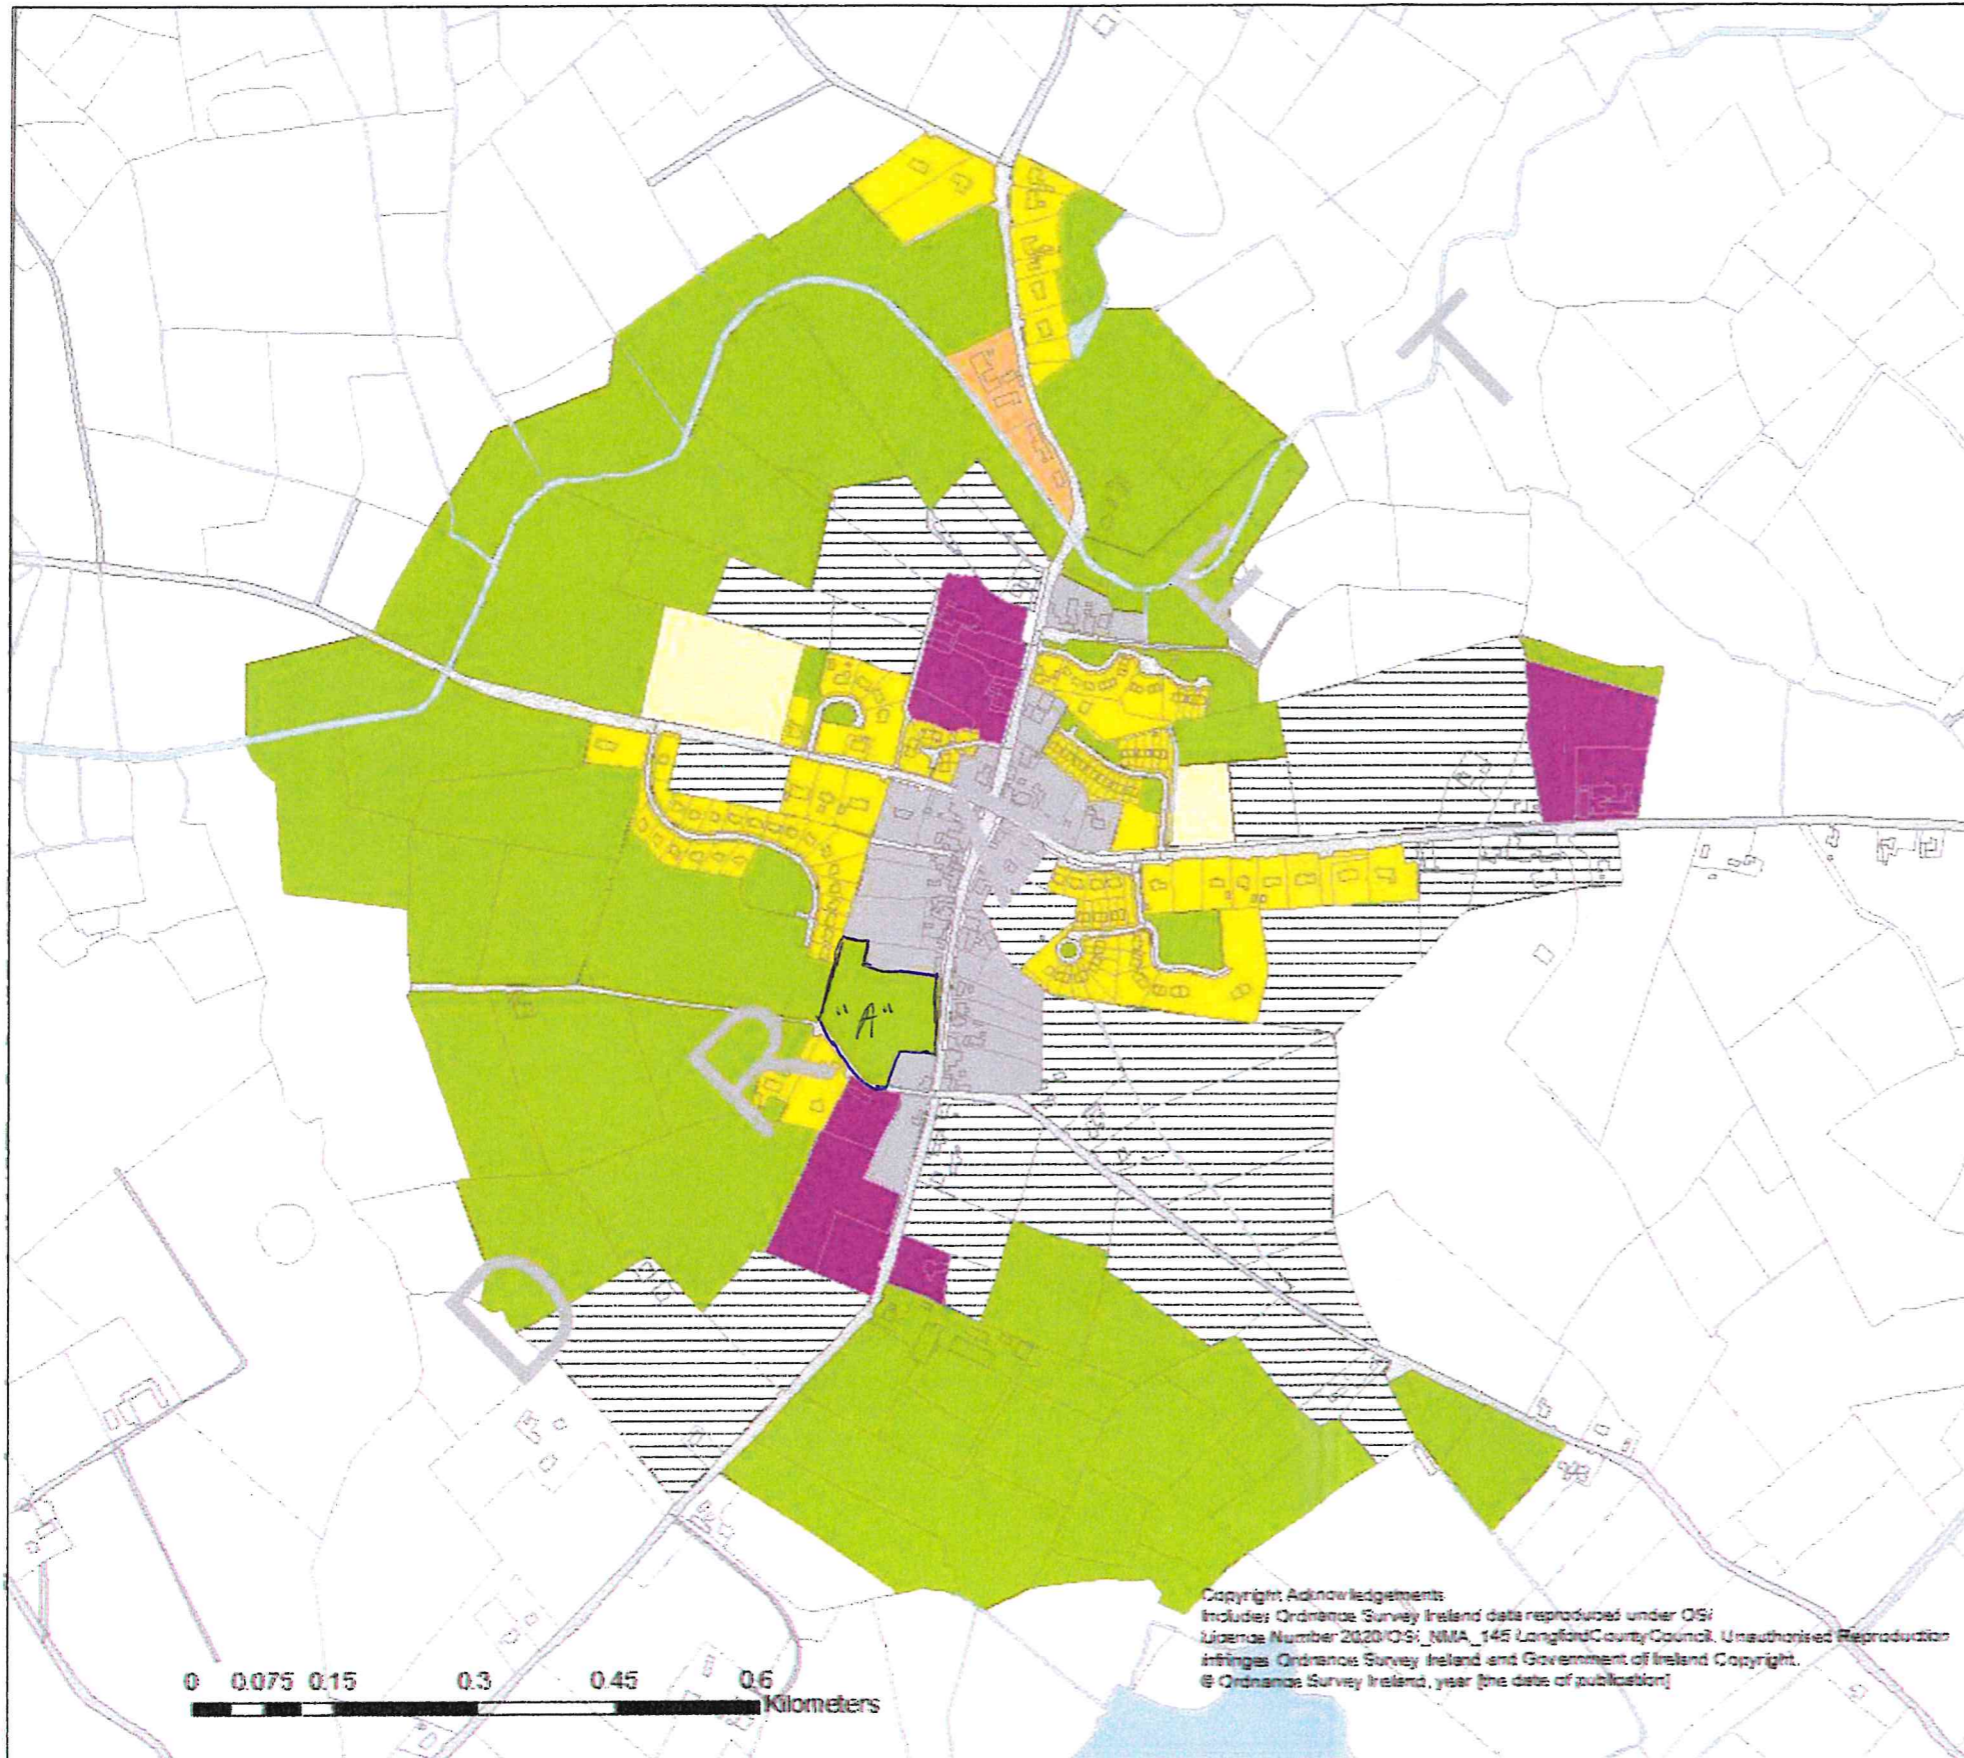 DRAFT
"A"
Copyright Acknowledgements
Includes Ordnance Survey Ireland data reproduced under OSi
Licence Number 2020/OSi_NMA_145 Longford County Council. Unauthorised Reproduction
infringes Ordnance Survey Ireland and Government of Ireland Copyright.
© Ordnance Survey Ireland, year [the date of publication]
0 0.075 0.15 0.3 0.45 0.6
Kilometers